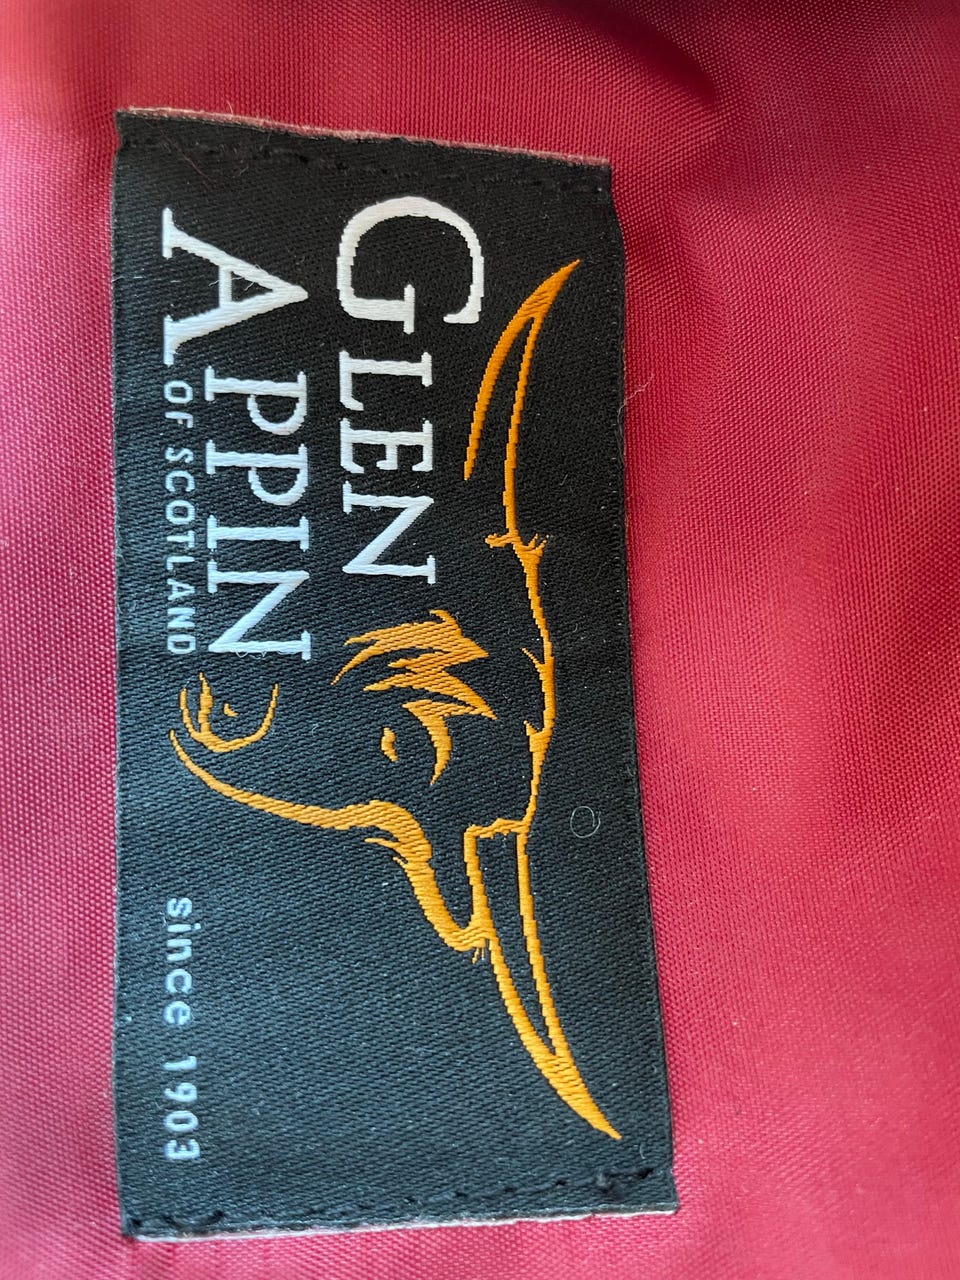 GLEN
APPIN
OF SCOTLAND
since 1903